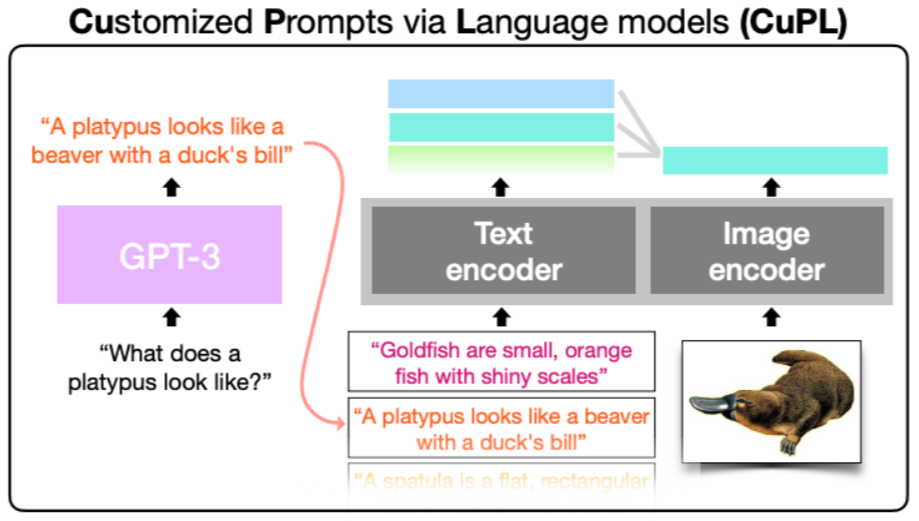 Customized Prompts via Language models (CuPL)
“A platypus looks like a
beaver with a duck's bill”
GPT-3
“What does a
platypus look like?”
Text
encoder
Image
encoder
“Goldfish are small, orange
fish with shiny scales”
“A platypus looks like a beaver
with a duck's bill”
“A spatula is a flat, rectangular